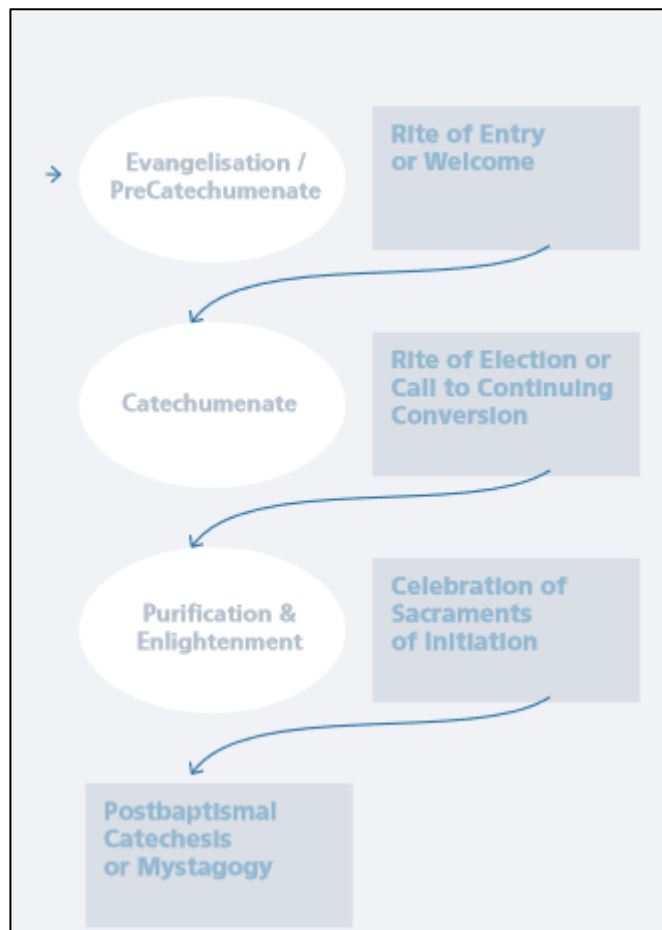 Evangelisation /
PreCatechumenate
Rite of Entry
or Welcome
Catechumenate
Rite of Election or
Call to Continuing
Conversion
Purification &
Enlightenment
Celebration of
Sacraments
of Initiation
Postbaptismal
Catechesis
or Mystagogy